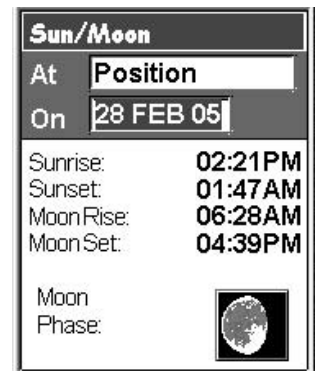 Sun/Moon
At Position
On 28 FEB 05
Sunrise: 02:21PM
Sunset: 01:47AM
Moon Rise: 06:28AM
Moon Set: 04:39PM
Moon
Phase: